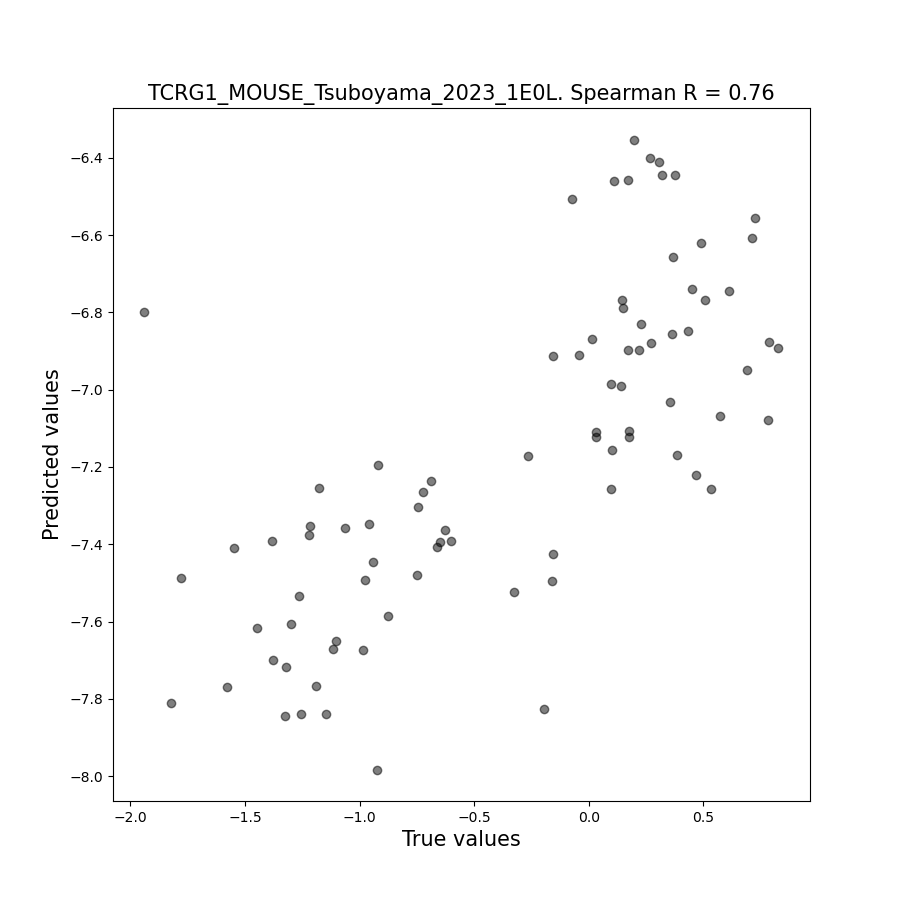 TCRG1_MOUSE_Tsuboyama_2023_1E0L. Spearman R = 0.76
−6.4
−6.6
−6.8
−7.0
−7.2
−7.4
−7.6
−7.8
−8.0
Predicted values
−2.0 −1.5 −1.0 −0.5 0.0 0.5
True values